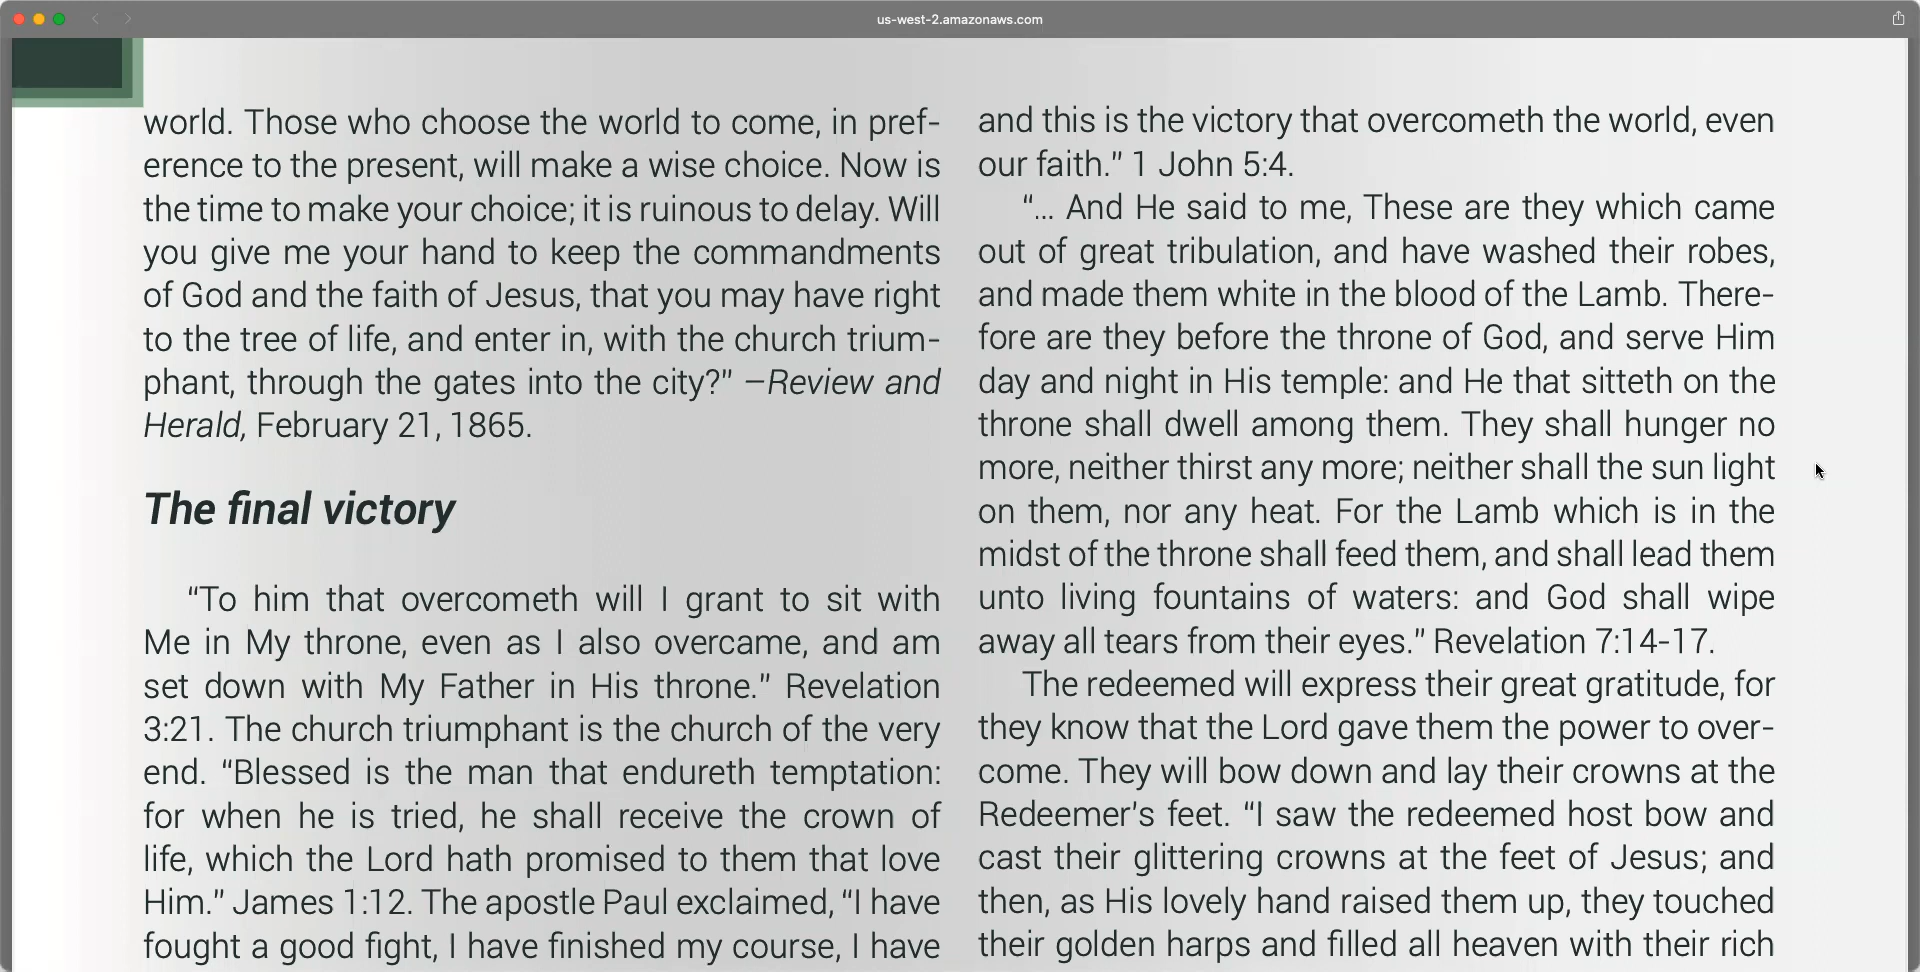 us-west-2.amazonaws.com
world. Those who choose the world to come, in pref-
erence to the present, will make a wise choice. Now is
the time to make your choice; it is ruinous to delay. Will
you give me your hand to keep the commandments
of God and the faith of Jesus, that you may have right
to the tree of life, and enter in, with the church trium-
phant, through the gates into the city?” –Review and
Herald, February 21, 1865.
The final victory
“To him that overcometh will I grant to sit with
Me in My throne, even as I also overcame, and am
set down with My Father in His throne.” Revelation
3:21. The church triumphant is the church of the very
end. “Blessed is the man that endureth temptation:
for when he is tried, he shall receive the crown of
life, which the Lord hath promised to them that love
Him.” James 1:12. The apostle Paul exclaimed, “I have
fought a good fight, I have finished my course, I have
and this is the victory that overcometh the world, even
our faith.” 1 John 5:4.
“... And He said to me, These are they which came
out of great tribulation, and have washed their robes,
and made them white in the blood of the Lamb. There-
fore are they before the throne of God, and serve Him
day and night in His temple: and He that sitteth on the
throne shall dwell among them. They shall hunger no
more, neither thirst any more; neither shall the sun light
on them, nor any heat. For the Lamb which is in the
midst of the throne shall feed them, and shall lead them
unto living fountains of waters: and God shall wipe
away all tears from their eyes.” Revelation 7:14-17.
The redeemed will express their great gratitude, for
they know that the Lord gave them the power to over-
come. They will bow down and lay their crowns at the
Redeemer’s feet. “I saw the redeemed host bow and
cast their glittering crowns at the feet of Jesus; and
then, as His lovely hand raised them up, they touched
their golden harps and filled all heaven with their rich